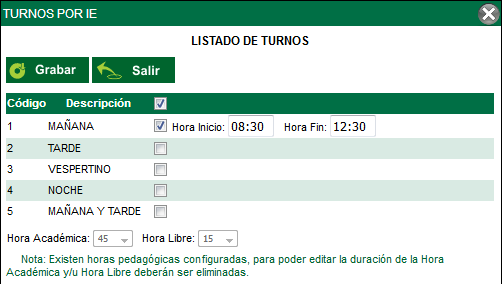 TURNOS POR IE
LISTADO DE TURNOS
Grabar Salir
Código Descripción
1 MAÑANA Hora Inicio: 08:30 Hora Fin: 12:30
2 TARDE
3 VESPERTINO
4 NOCHE
5 MAÑANA Y TARDE
Hora Académica: 45 Hora Libre: 15
Nota: Existen horas pedagógicas configuradas, para poder editar la duración de la Hora
Académica y/u Hora Libre deberán ser eliminadas.